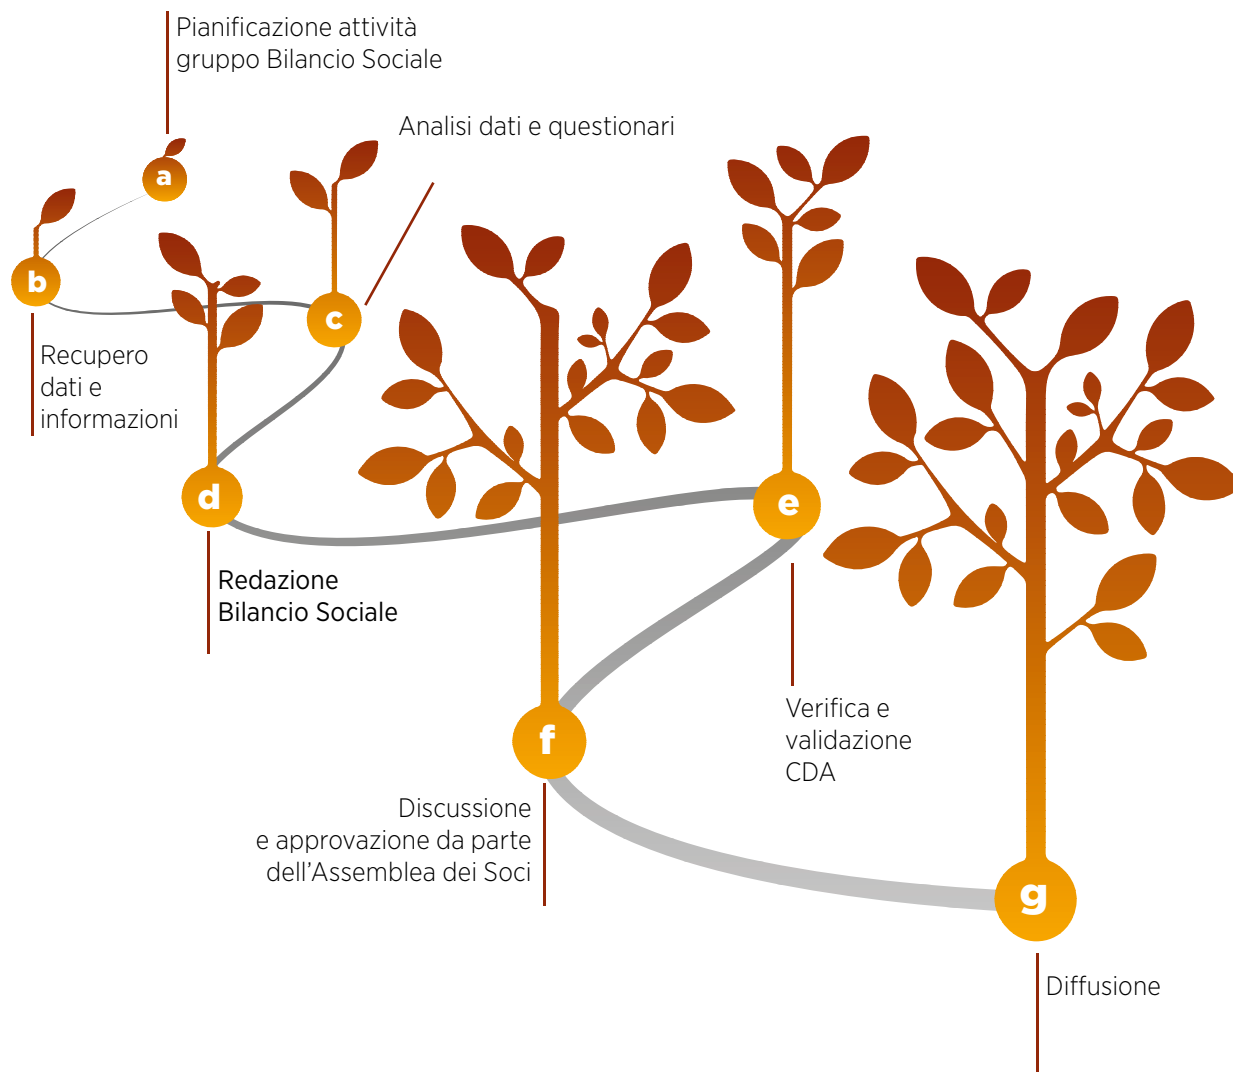 Pianificazione attività
gruppo Bilancio Sociale
a
b
Recupero
dati e
informazioni
Analisi dati e questionari
c
d
Redazione
Bilancio Sociale
e
Verifica e
validazione
CDA
f
Discussione
e approvazione da parte
dell’Assemblea dei Soci
g
Diffusione